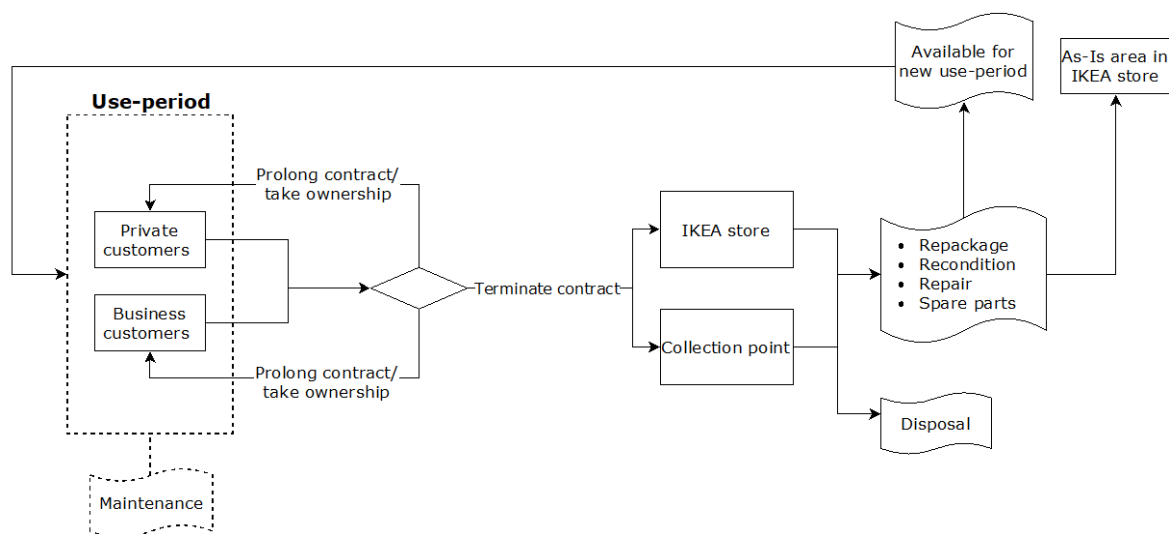 Available for
new use-period
As-Is area in
IKEA store
Use-period
Prolong contract/
take ownership
Private
customers
IKEA store
• Repackage
• Recondition
• Repair
• Spare parts
Terminate contract
Business
customers
Collection point
Prolong contract/
take ownership
Disposal
Maintenance